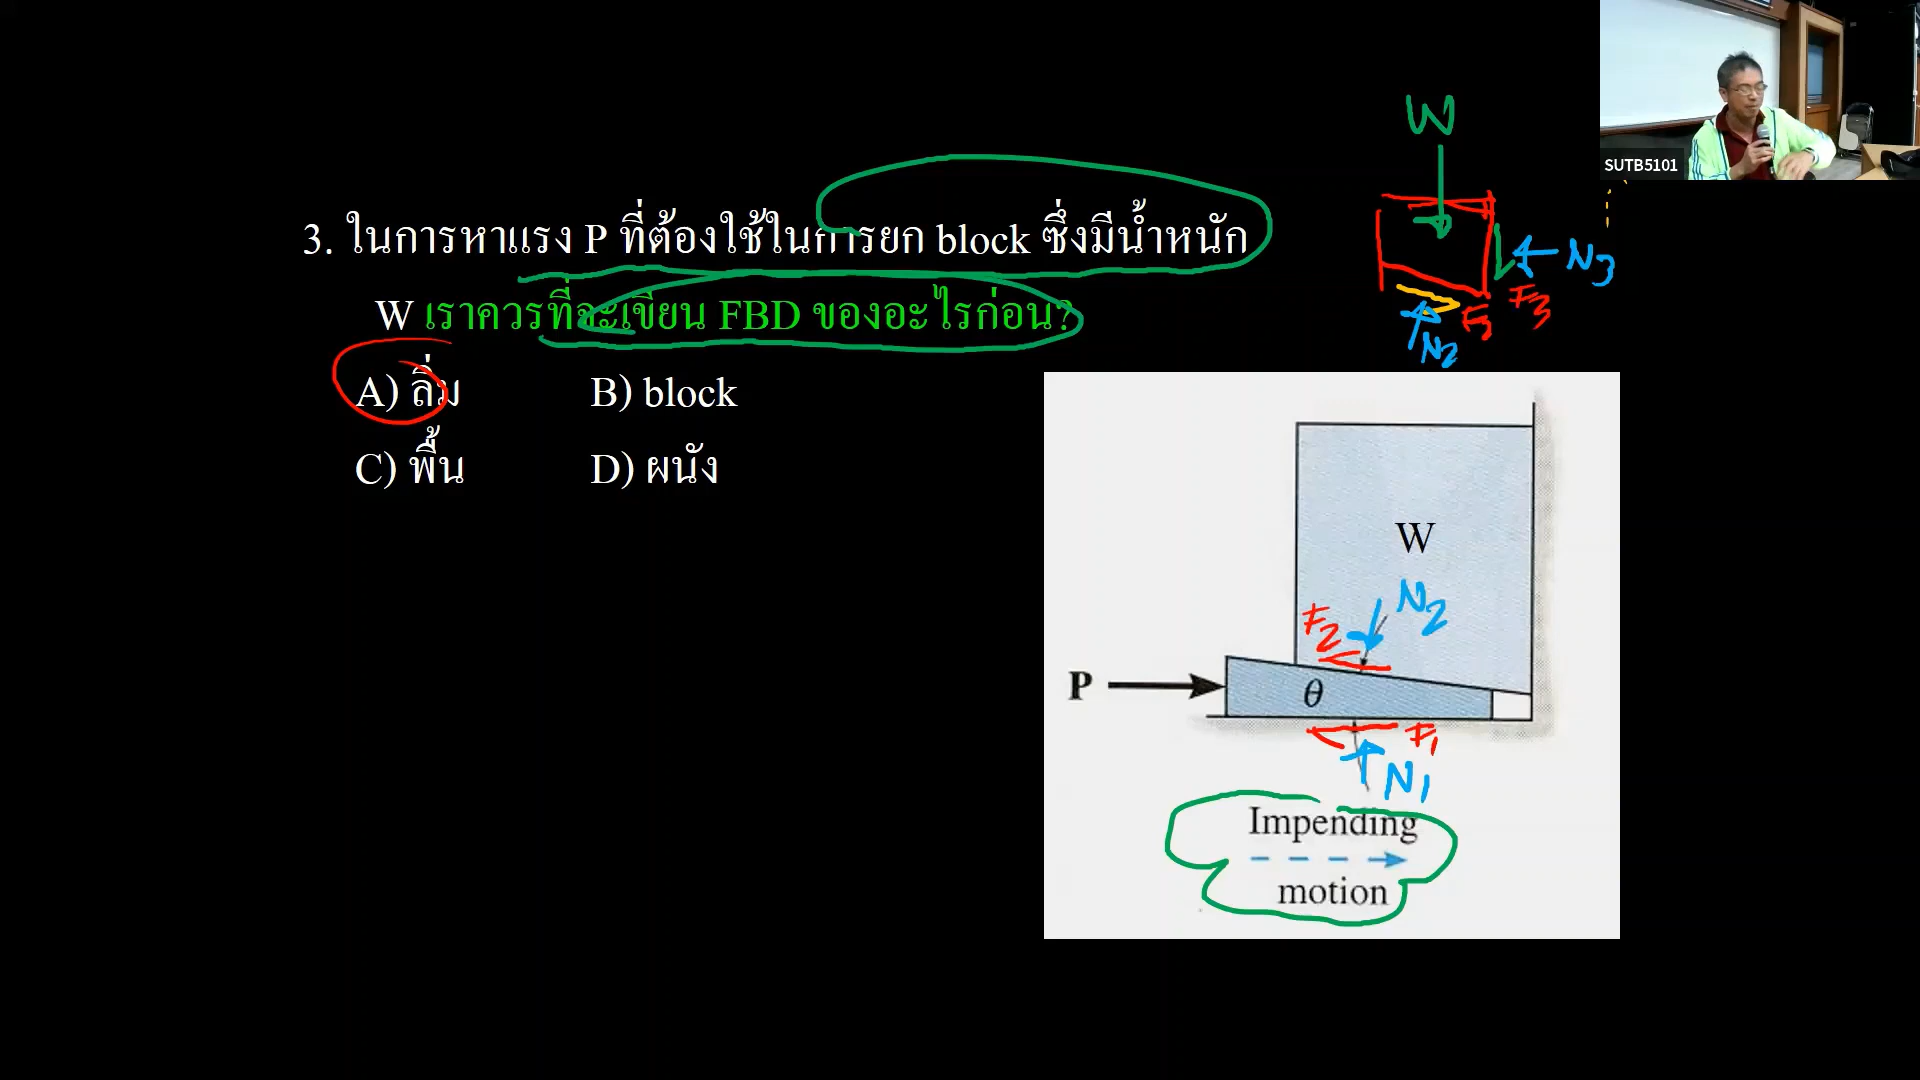 SUTB5101
W
3. ในการหาแรง P ที่ต้องใช้ในการยก block ซึ่งมีน้ำหนัก
W เราควรที่จะเขียน FBD ของอะไรก่อน?
N3
F3
F3
N2
A) ลิ่ม B) block
C) พื้น D) ผนัง
W
N2
F2
P
θ
F1
N1
Impending
motion